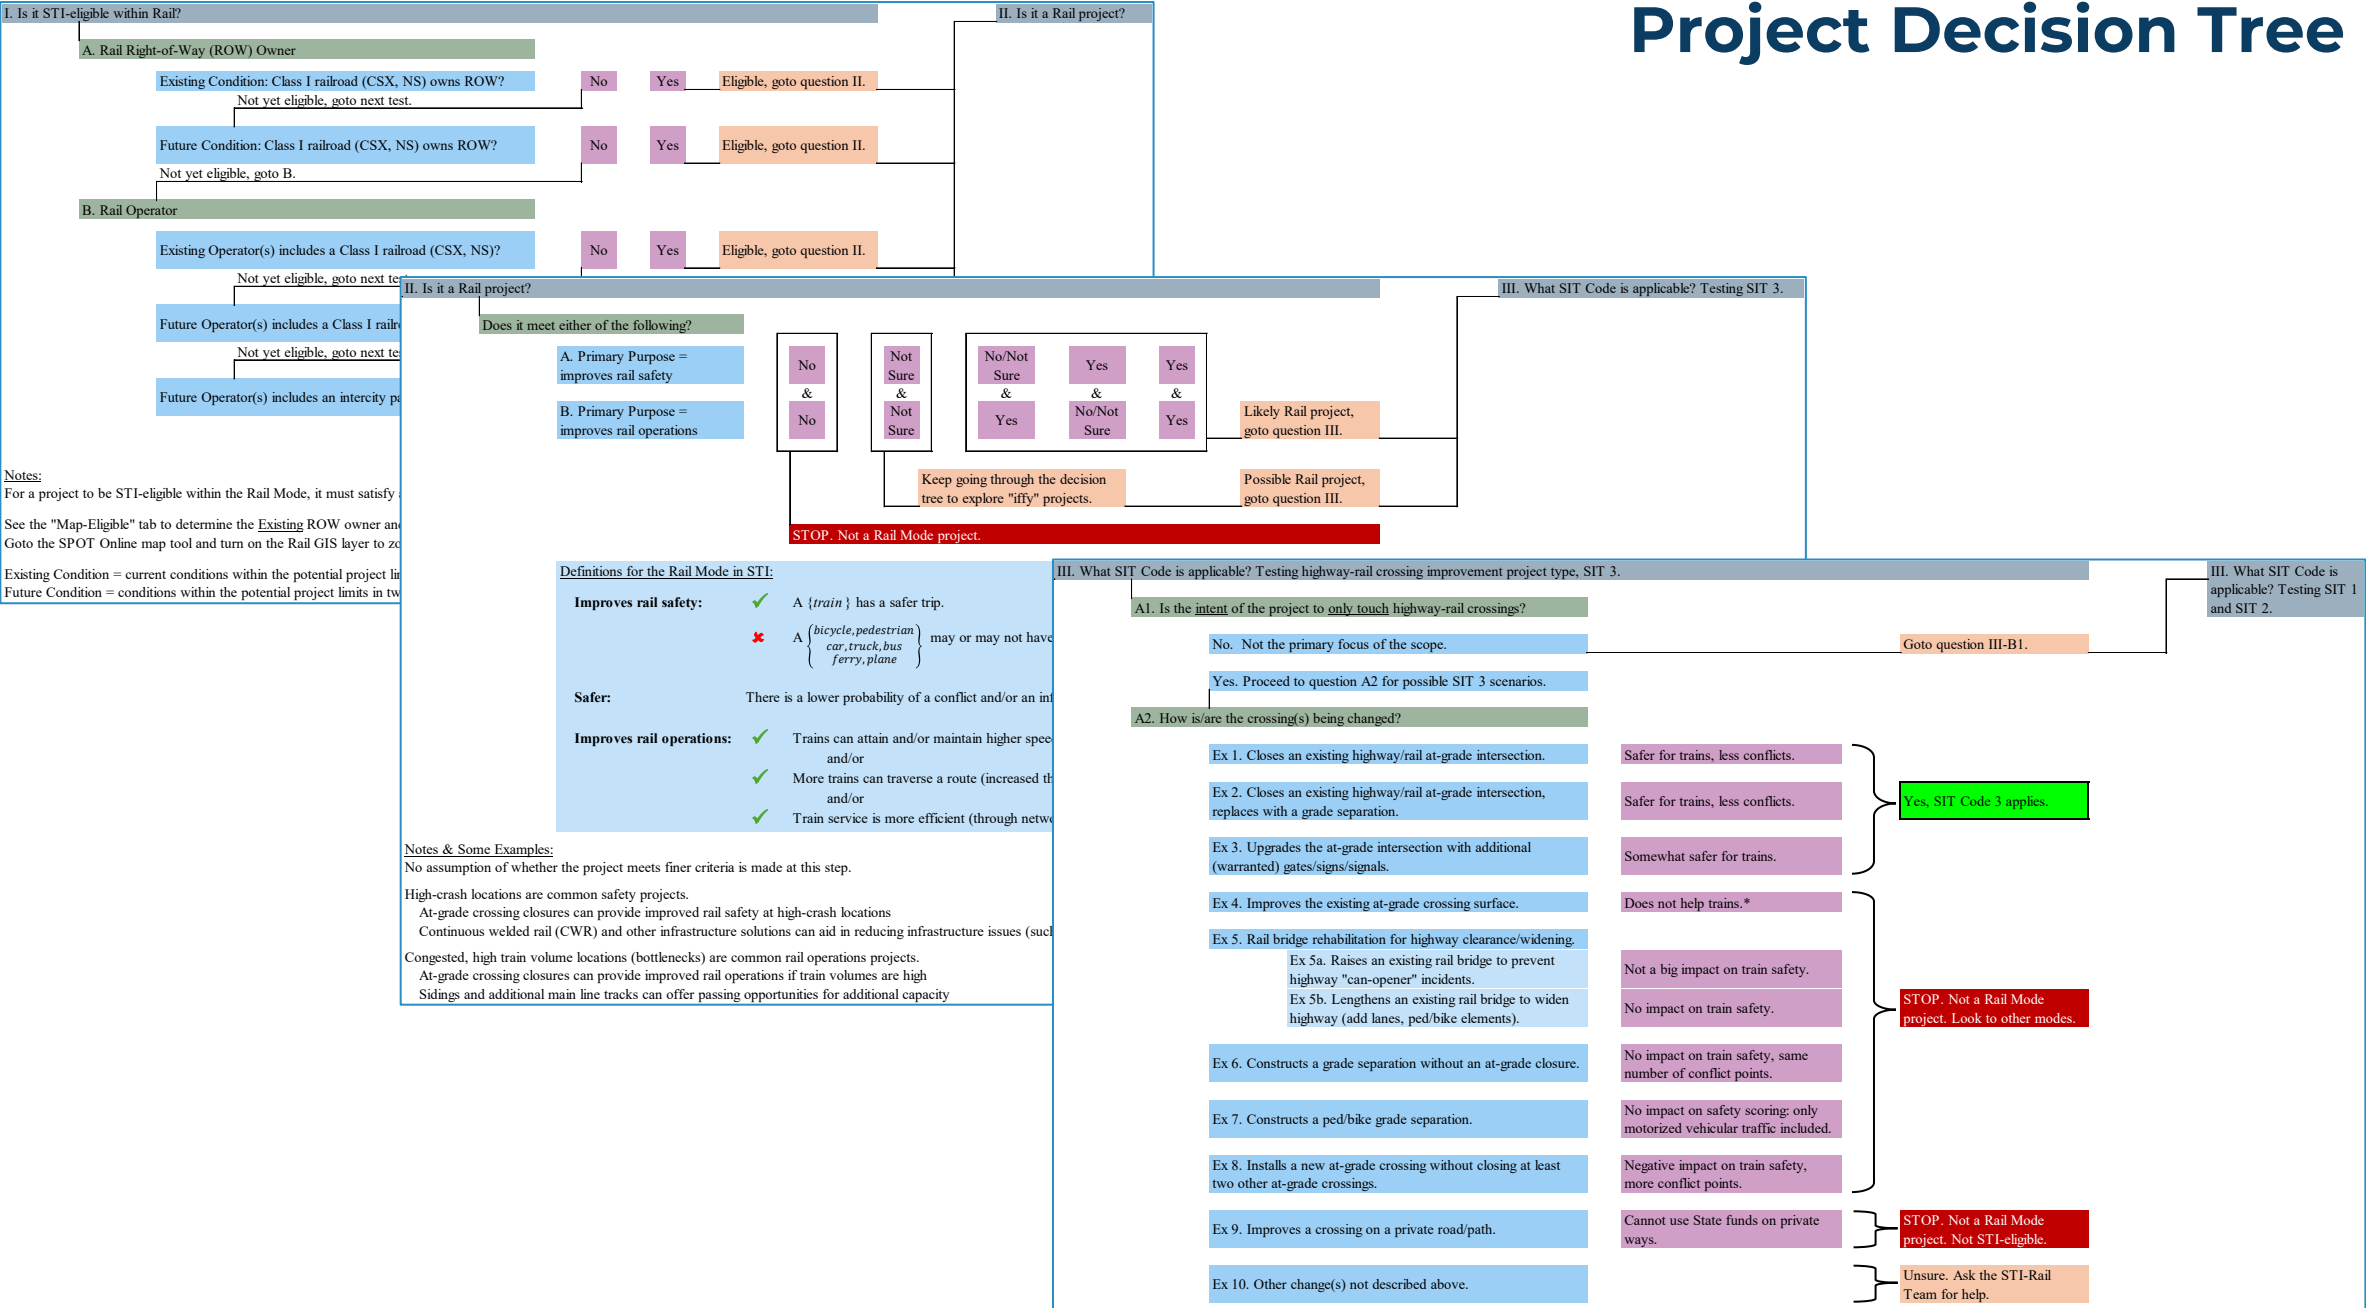 Project Decision Tree
I. Is it STI-eligible within Rail?
II. Is it a Rail project?
A. Rail Right-of-Way (ROW) Owner
Existing Condition: Class I railroad (CSX, NS) owns ROW?
No
Yes
Eligible, goto question II.
Not yet eligible, goto next test.
Future Condition: Class I railroad (CSX, NS) owns ROW?
No
Yes
Eligible, goto question II.
Not yet eligible, goto B.
B. Rail Operator
Existing Operator(s) includes a Class I railroad (CSX, NS)?
No
Yes
Eligible, goto question II.
Not yet eligible, goto next
Future Operator(s) includes a Class I
Not yet eligible, goto next
Future Operator(s) includes an intercity
Notes:
For a project to be STI-eligible within the Rail Mode, it must satisfy
See the "Map-Eligible" tab to determine the Existing ROW owner
Goto the SPOT Online map tool and turn on the Rail GIS layer to
Existing Condition = current conditions within the potential project
Future Condition = conditions within the potential project limits in
II. Is it a Rail project?
III. What SIT Code is applicable? Testing SIT 3.
Does it meet either of the following?
A. Primary Purpose =
improves rail safety
B. Primary Purpose =
improves rail operations
No
&
No
Not
Sure
&
Not
Sure
No/Not
Sure
&
Yes
Yes
&
No/Not
Sure
Yes
&
Yes
Likely Rail project,
goto question III.
Keep going through the decision
tree to explore "iffy" projects.
Possible Rail project,
goto question III.
STOP. Not a Rail Mode project.
Definitions for the Rail Mode in STI:
Improves rail safety:
✓ A {train} has a safer trip.
✘ A {bicycle,pedestrian
car,truck,bus
ferry,plane} may or may not have
Safer: There is a lower probability of a conflict and/or an
Improves rail operations:
✓ Trains can attain and/or maintain higher
and/or
✓ More trains can traverse a route (increased
and/or
✓ Train service is more efficient (through
Notes & Some Examples:
No assumption of whether the project meets finer criteria is made at this step.
High-crash locations are common safety projects.
At-grade crossing closures can provide improved rail safety at high-crash locations
Continuous welded rail (CWR) and other infrastructure solutions can aid in reducing infrastructure issues
Congested, high train volume locations (bottlenecks) are common rail operations projects.
At-grade crossing closures can provide improved rail operations if train volumes are high
Sidings and additional main line tracks can offer passing opportunities for additional capacity
III. What SIT Code is applicable? Testing highway-rail crossing improvement project type, SIT 3.
III. What SIT Code is
applicable? Testing SIT 1
and SIT 2.
A1. Is the intent of the project to only touch highway-rail crossings?
No. Not the primary focus of the scope.
Goto question III-B1.
Yes. Proceed to question A2 for possible SIT 3 scenarios.
A2. How is/are the crossing(s) being changed?
Ex 1. Closes an existing highway/rail at-grade intersection.
Safer for trains, less conflicts.
Ex 2. Closes an existing highway/rail at-grade intersection,
replaces with a grade separation.
Safer for trains, less conflicts.
Yes, SIT Code 3 applies.
Ex 3. Upgrades the at-grade intersection with additional
(warranted) gates/signs/signals.
Somewhat safer for trains.
Ex 4. Improves the existing at-grade crossing surface.
Does not help trains.*
Ex 5. Rail bridge rehabilitation for highway clearance/widening.
Ex 5a. Raises an existing rail bridge to prevent
highway "can-opener" incidents.
Not a big impact on train safety.
Ex 5b. Lengthens an existing rail bridge to widen
highway (add lanes, ped/bike elements).
No impact on train safety.
STOP. Not a Rail Mode
project. Look to other modes.
Ex 6. Constructs a grade separation without an at-grade closure.
No impact on train safety, same
number of conflict points.
Ex 7. Constructs a ped/bike grade separation.
No impact on safety scoring: only
motorized vehicular traffic included.
Ex 8. Installs a new at-grade crossing without closing at least
two other at-grade crossings.
Negative impact on train safety,
more conflict points.
Ex 9. Improves a crossing on a private road/path.
Cannot use State funds on private
ways.
STOP. Not a Rail Mode
project. Not STI-eligible.
Ex 10. Other change(s) not described above.
Unsure. Ask the STI-Rail
Team for help.